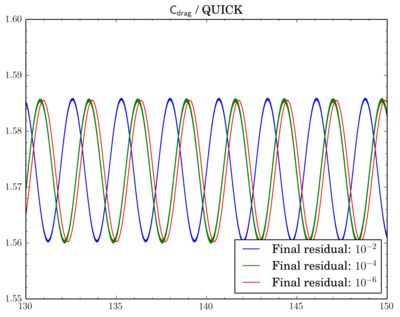 C_drag / QUICK
1.60
1.59
1.58
1.57
1.56
1.55
130
135
140
145
150
Final residual: 10^-2
Final residual: 10^-4
Final residual: 10^-6